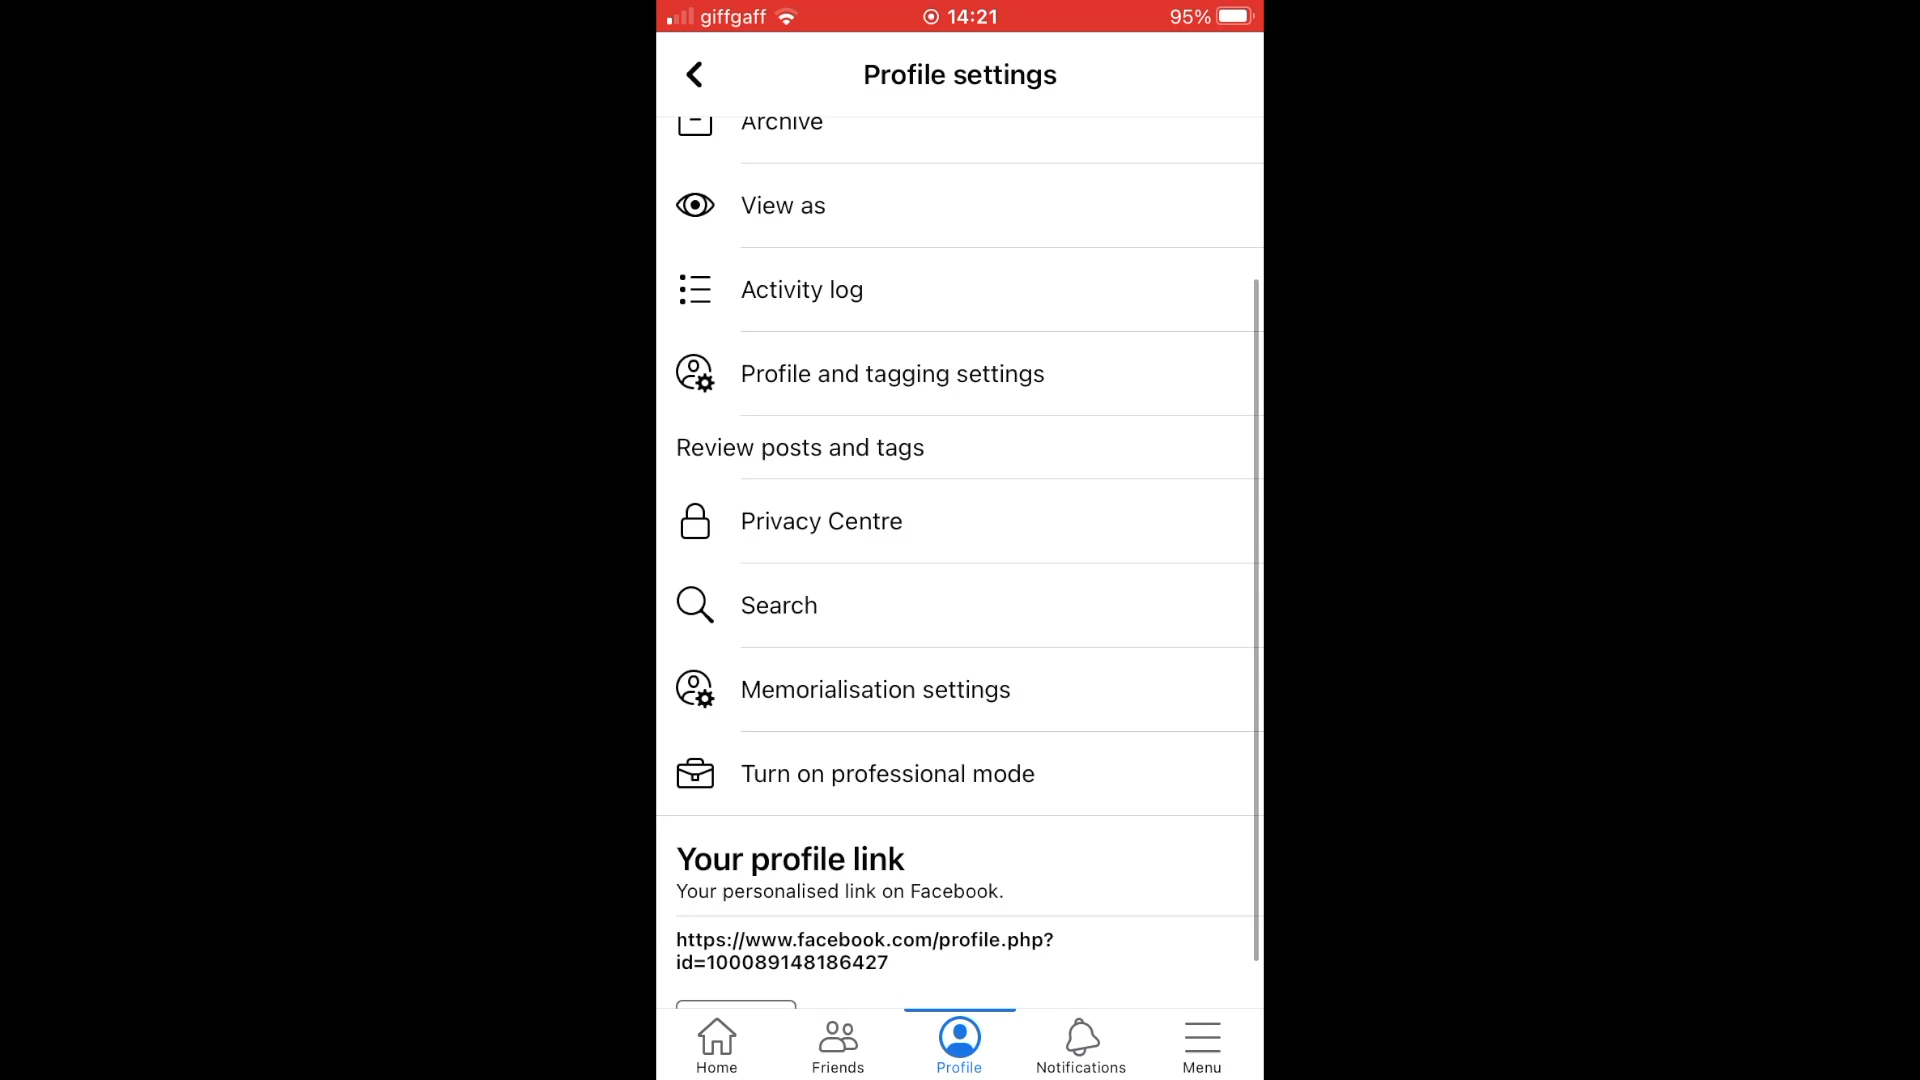 giffgaff 14:21 95%
Profile settings
Archive
View as
Activity log
Profile and tagging settings
Review posts and tags
Privacy Centre
Search
Memorialisation settings
Turn on professional mode
Your profile link
Your personalised link on Facebook.
https://www.facebook.com/profile.php?
id=100089148186427
Home Friends Profile Notifications Menu